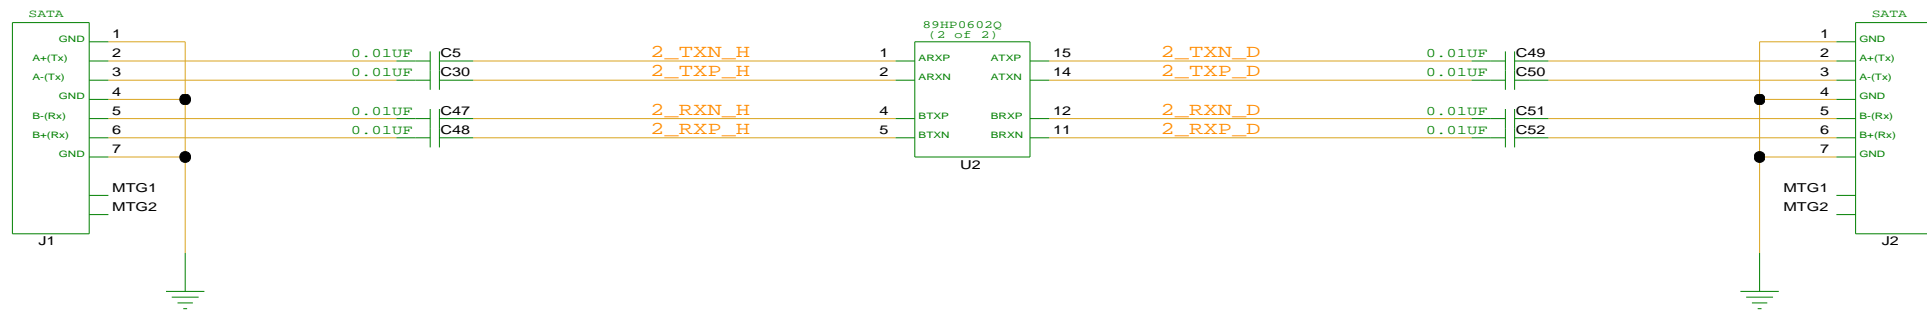 SATA
GND 1
A+(Tx) 2
A-(Tx) 3
GND 4
B-(Rx) 5
B+(Rx) 6
GND 7
MTG1
MTG2
J1
0.01UF C5 2_TXN_H
0.01UF C30 2_TXP_H
0.01UF C47 2_RXN_H
0.01UF C48 2_RXP_H
89HP0602Q
(2 of 2)
1 ARXP ATXP 15
2 ARXN ATXN 14
4 BTXP BRXP 12
5 BTXN BRXN 11
U2
2_TXN_D 0.01UF C49
2_TXP_D 0.01UF C50
2_RXN_D 0.01UF C51
2_RXP_D 0.01UF C52
SATA
1 GND
2 A+(Tx)
3 A-(Tx)
4 GND
5 B-(Rx)
6 B+(Rx)
7 GND
MTG1
MTG2
J2